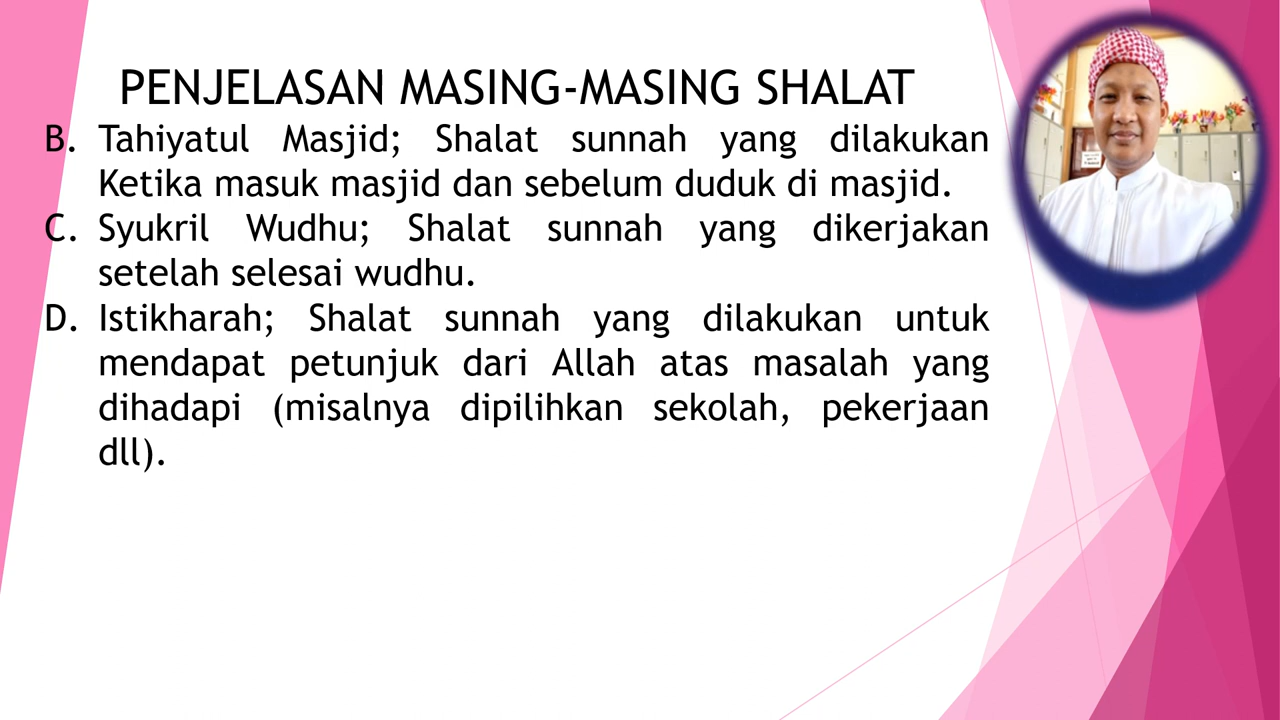 PENJELASAN MASING-MASING SHALAT
B. Tahiyatul Masjid; Shalat sunnah yang dilakukan
Ketika masuk masjid dan sebelum duduk di masjid.
C. Syukril Wudhu; Shalat sunnah yang dikerjakan
setelah selesai wudhu.
D. Istikharah; Shalat sunnah yang dilakukan untuk
mendapat petunjuk dari Allah atas masalah yang
dihadapi (misalnya dipilihkan sekolah, pekerjaan
dll).